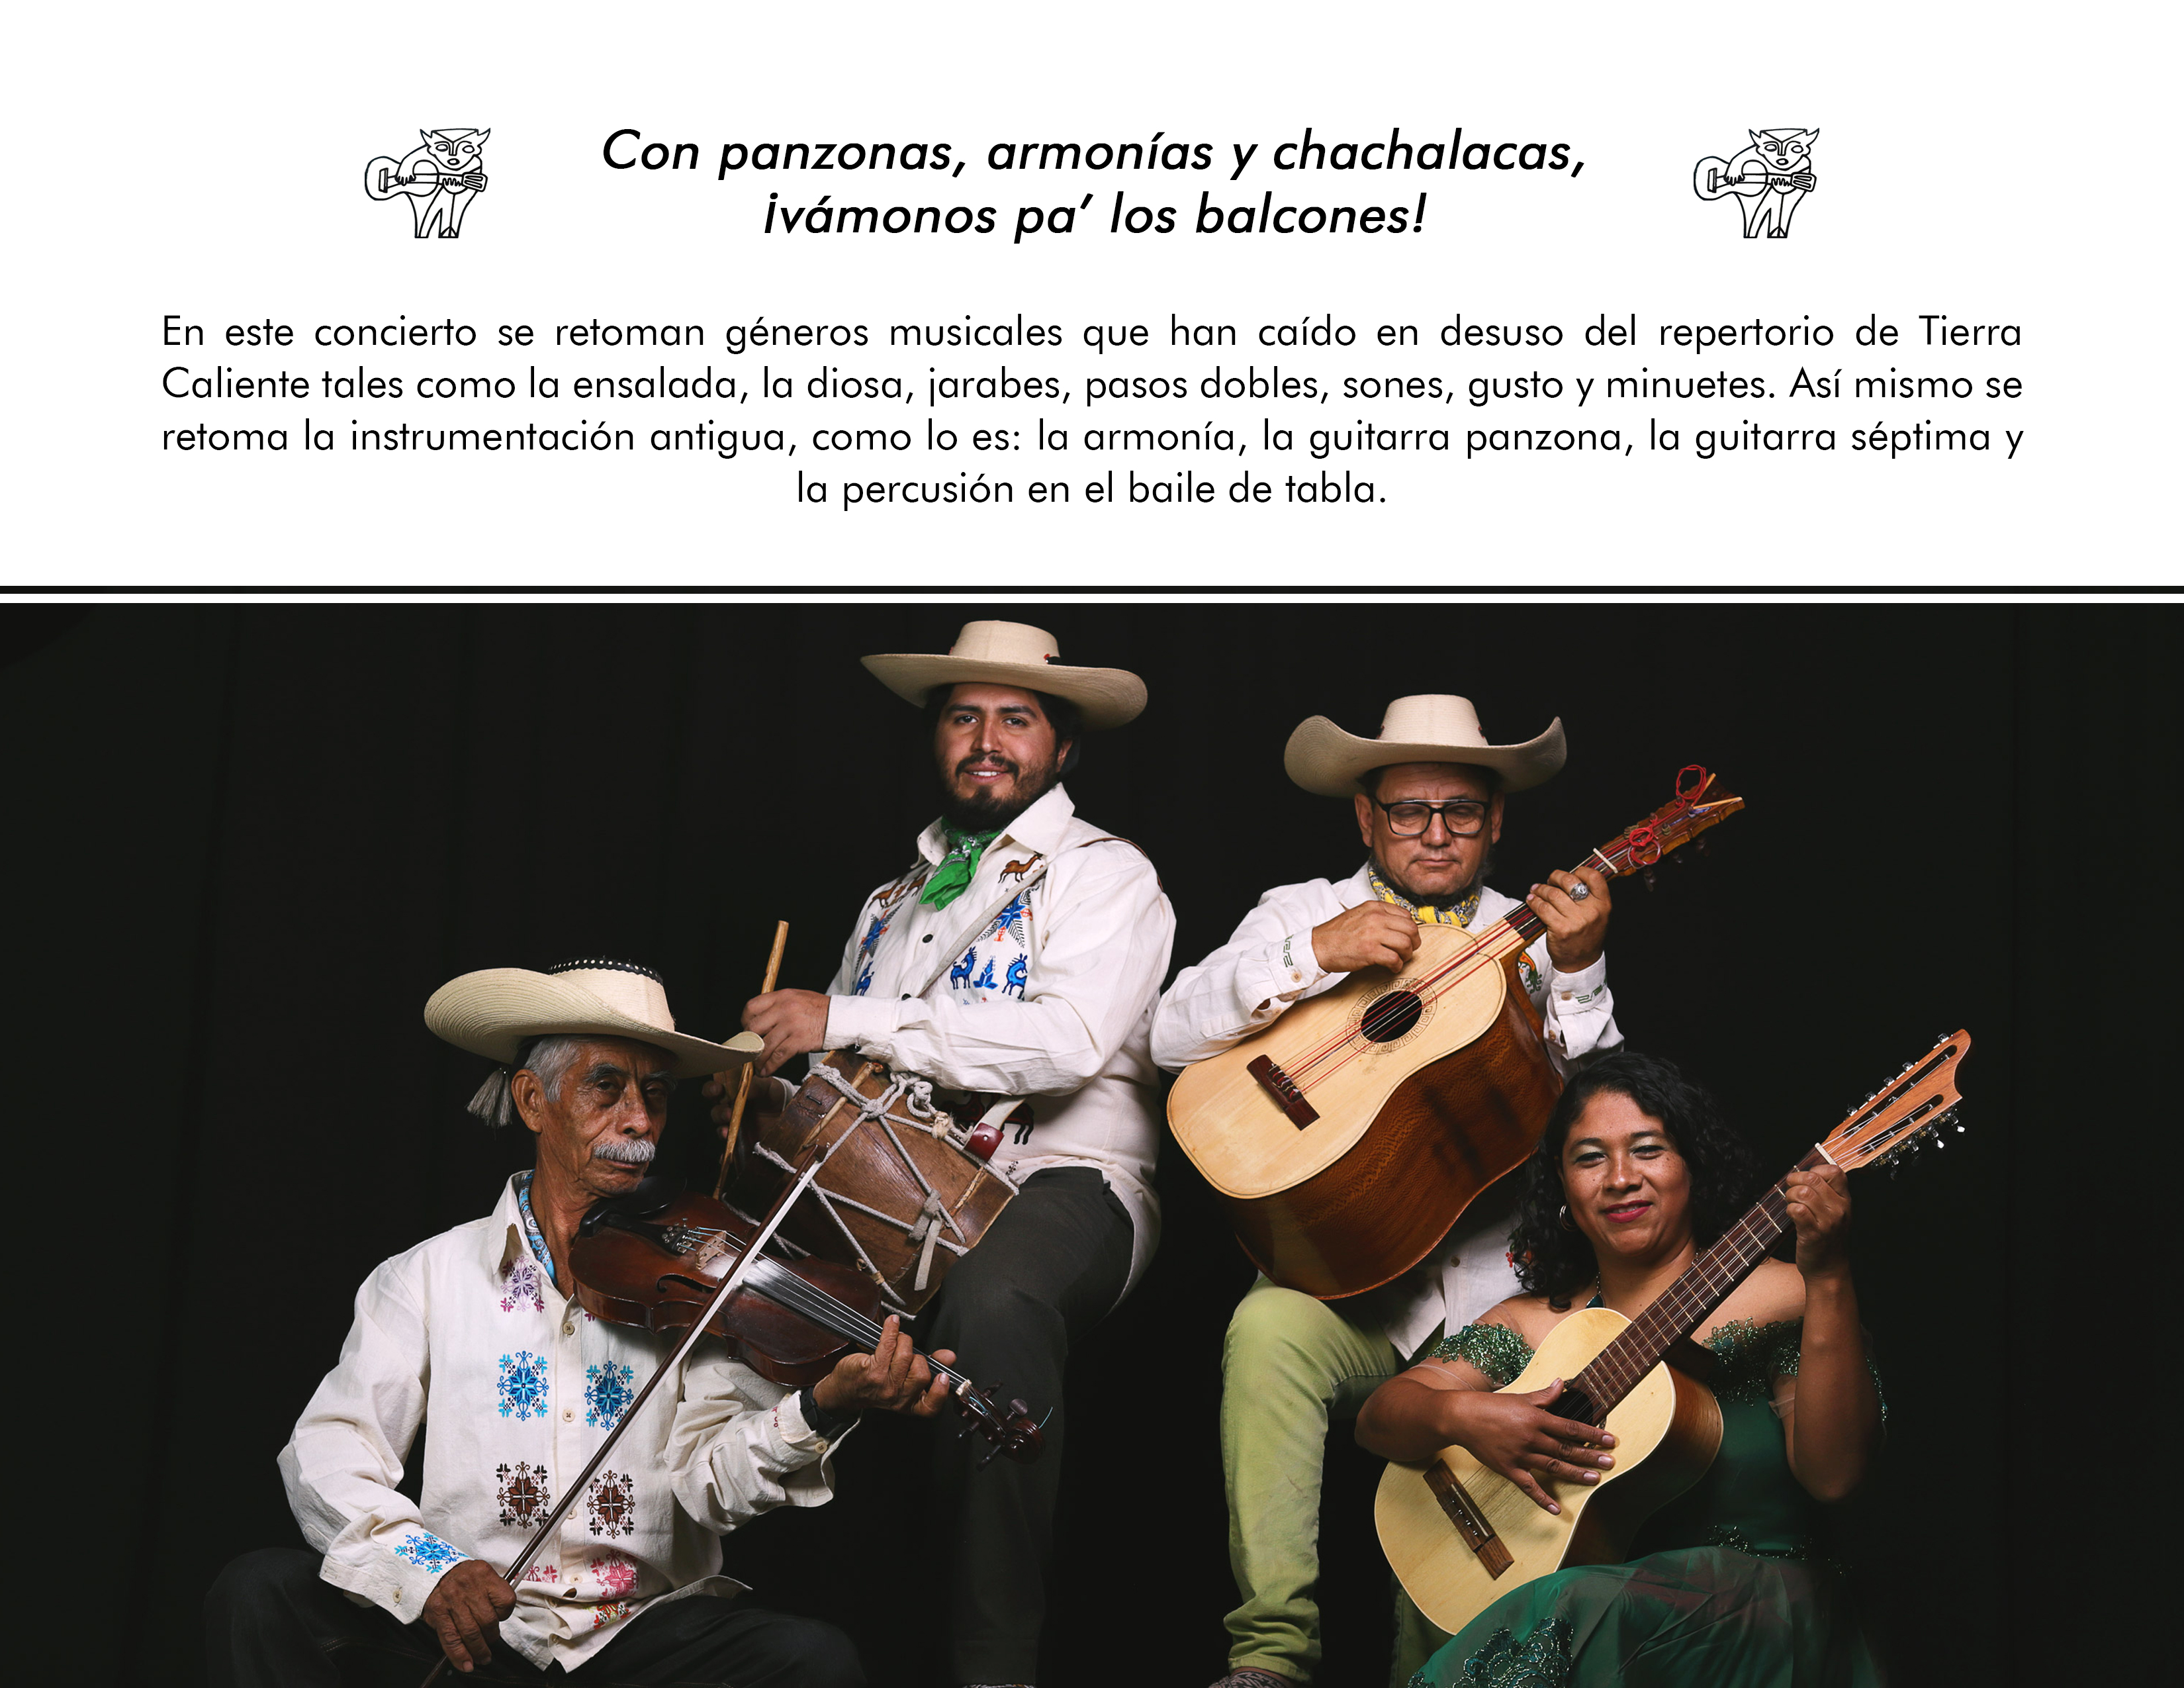 Con panzonas, armonías y chachalacas,
¡vámonos pa’ los balcones!
En este concierto se retoman géneros musicales que han caído en desuso del repertorio de Tierra
Caliente tales como la ensalada, la diosa, jarabes, pasos dobles, sones, gusto y minuetes. Así mismo se
retoma la instrumentación antigua, como lo es: la armonía, la guitarra panzona, la guitarra séptima y
la percusión en el baile de tabla.